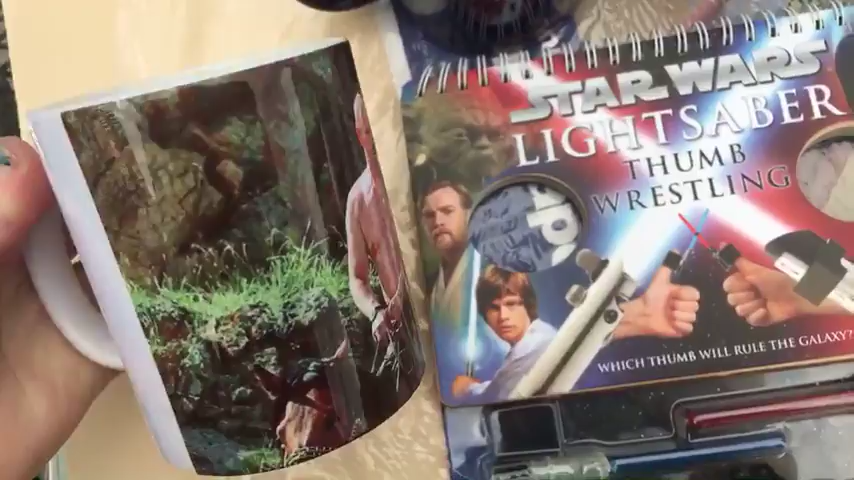 STAR WARS
LIGHTSABER
THUMB
WRESTLING
WHICH THUMB WILL RULE THE GALAXY?